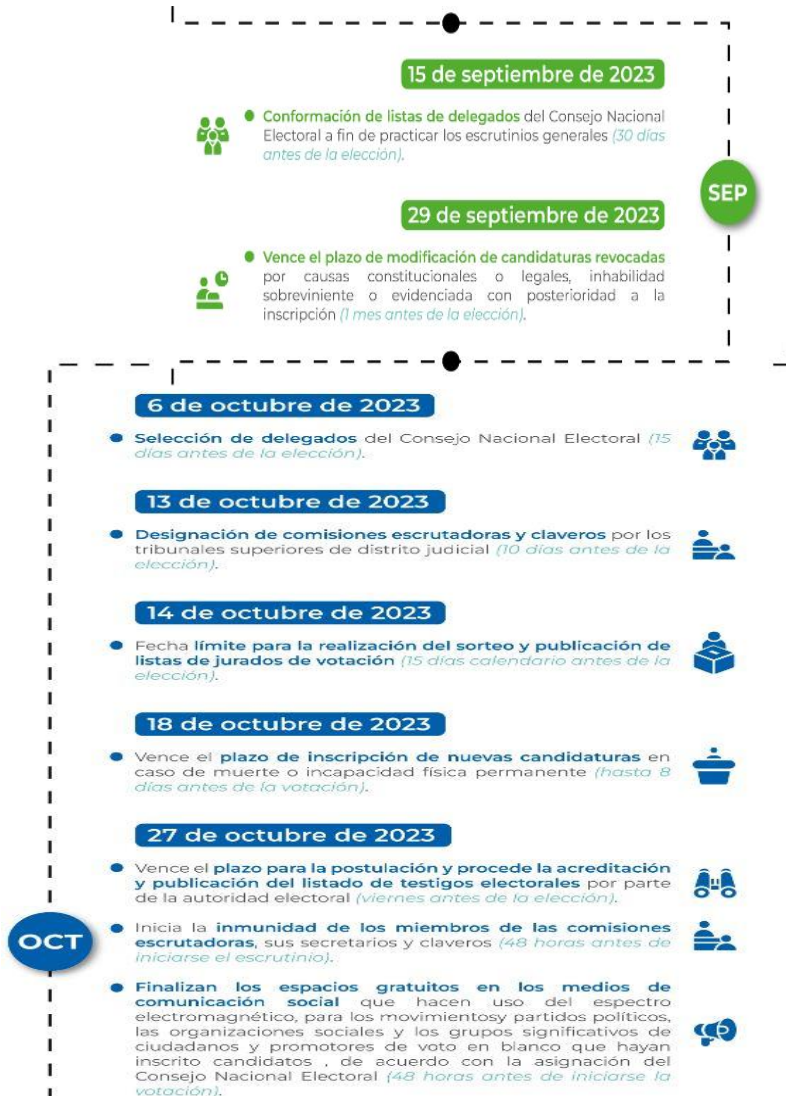 15 de septiembre de 2023
Conformación de listas de delegados del Consejo Nacional
Electoral a fin de practicar los escrutinios generales (30 días
antes de la elección).
SEP
29 de septiembre de 2023
Vence el plazo de modificación de candidaturas revocadas
por causas constitucionales o legales, inhabilidad
sobreviniente o evidenciada con posterioridad a la
inscripción (1 mes antes de la elección).
6 de octubre de 2023
Selección de delegados del Consejo Nacional Electoral (15
días antes de la elección).
13 de octubre de 2023
Designación de comisiones escrutadoras y claveros por los
tribunales superiores de distrito judicial (10 días antes de la
elección).
14 de octubre de 2023
Fecha límite para la realización del sorteo y publicación de
listas de jurados de votación (15 días calendario antes de la
elección).
18 de octubre de 2023
Vence el plazo de inscripción de nuevas candidaturas en
caso de muerte o incapacidad física permanente (hasta 8
días antes de la votación).
27 de octubre de 2023
Vence el plazo para la postulación y procede la acreditación
y publicación del listado de testigos electorales por parte
de la autoridad electoral (viernes antes de la elección).
OCT
Inicia la inmunidad de los miembros de las comisiones
escrutadoras, sus secretarios y claveros (48 horas antes de
iniciarse el escrutinio).
Finalizan los espacios gratuitos en los medios de
comunicación social que hacen uso del espectro
electromagnético, para los movimientosy partidos políticos,
las organizaciones sociales y los grupos significativos de
ciudadanos y promotores de voto en blanco que hayan
inscrito candidatos , de acuerdo con la asignación del
Consejo Nacional Electoral (48 horas antes de iniciarse la
votación).